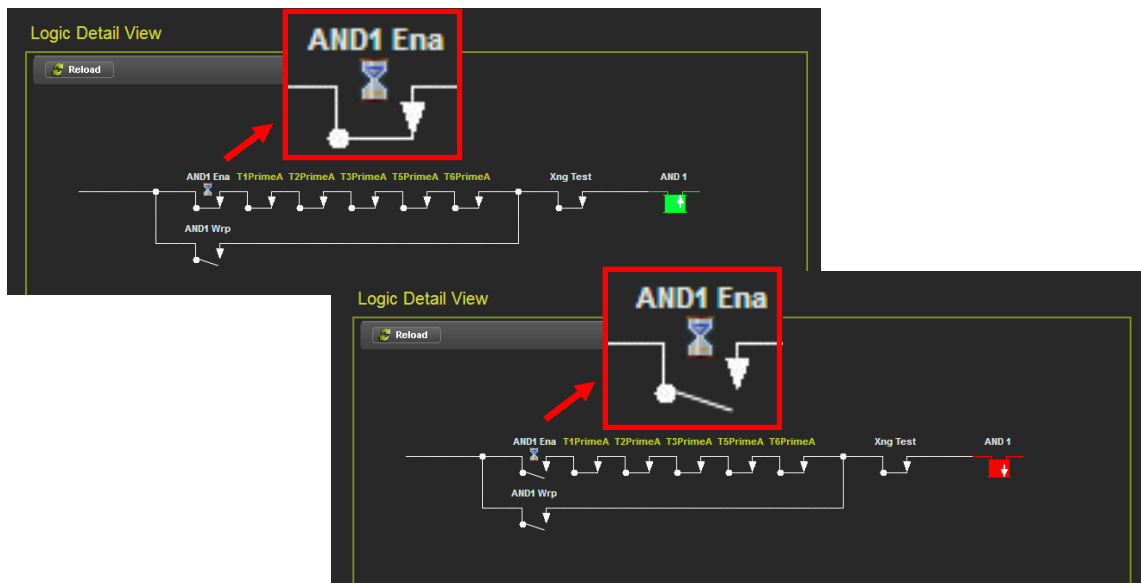 Logic Detail View
AND1 Ena
Reload
AND1 Ena T1PrimeA T2PrimeA T3PrimeA T5PrimeA T6PrimeA Xng Test AND 1
AND1 Wrp
Logic Detail View
AND1 Ena
Reload
AND1 Ena T1PrimeA T2PrimeA T3PrimeA T5PrimeA T6PrimeA Xng Test AND 1
AND1 Wrp